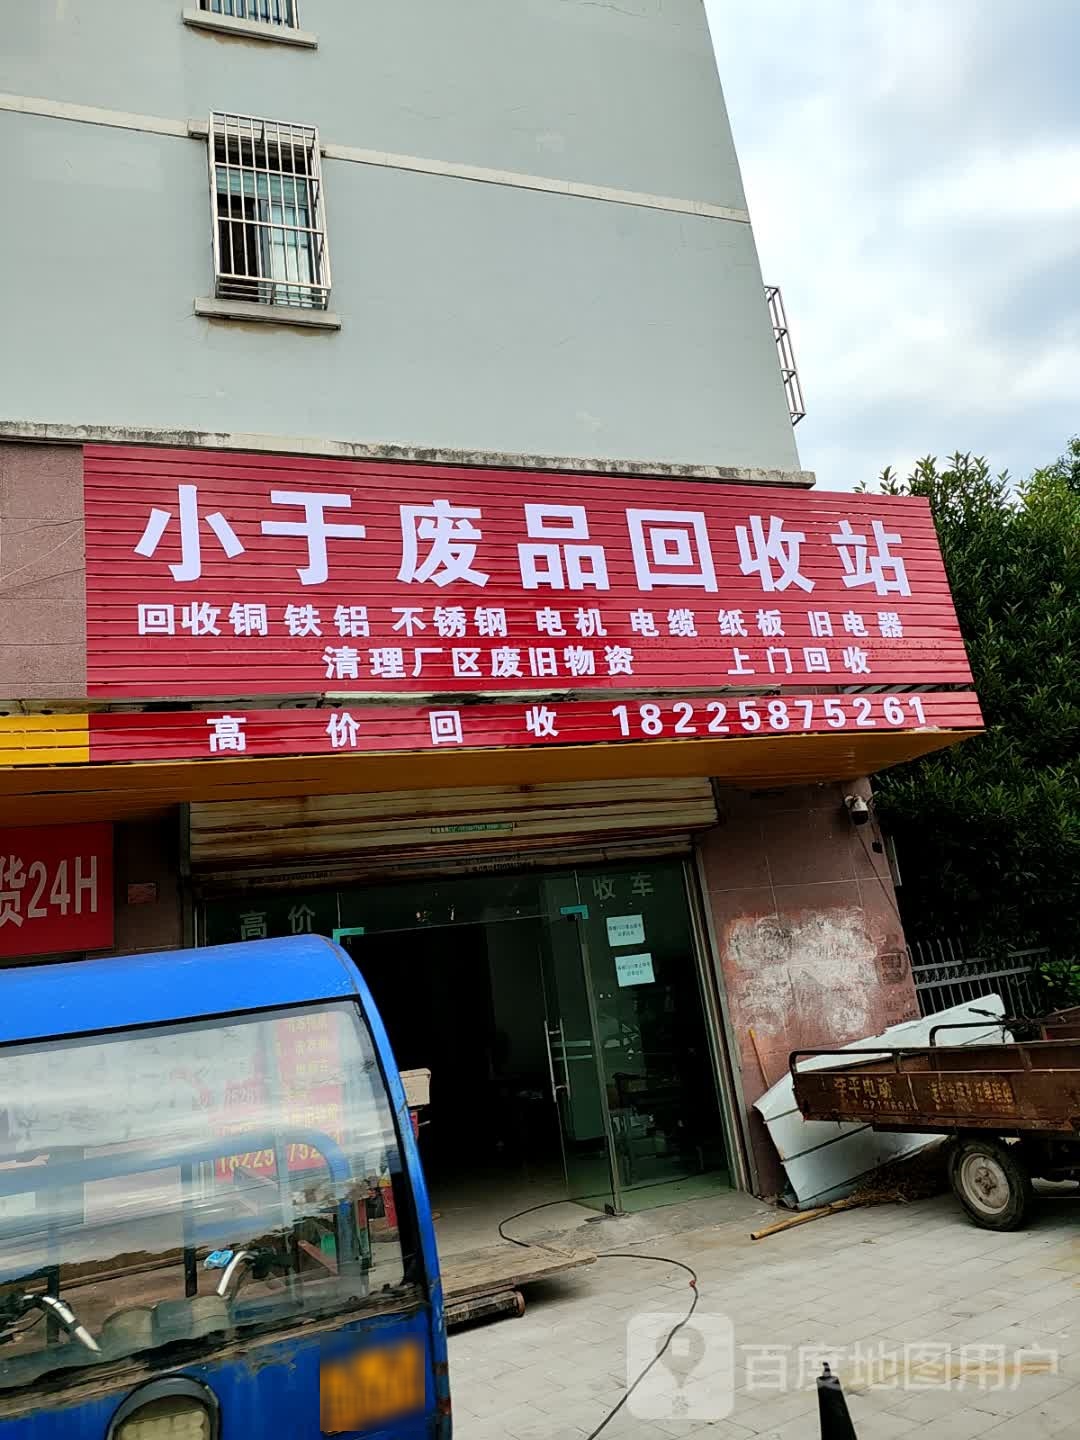 小于废品回收站
回收铜 铁 铝 不锈钢 电机 电缆 纸板 旧电器
清理厂区废旧物资 上门回收
高价回收 18225875261
货24H
高价
收车
百度地图用户